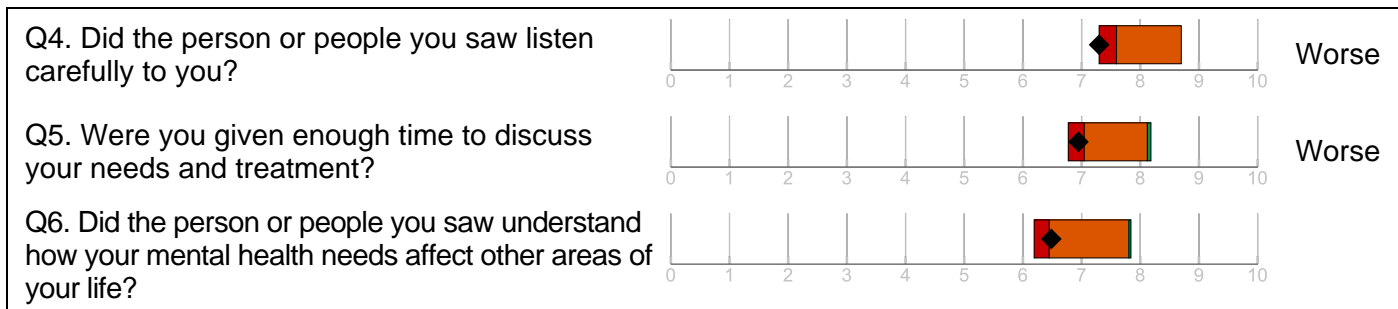 Q4. Did the person or people you saw listen
carefully to you?
Worse
0 1 2 3 4 5 6 7 8 9 10
Q5. Were you given enough time to discuss
your needs and treatment?
Worse
0 1 2 3 4 5 6 7 8 9 10
Q6. Did the person or people you saw understand
how your mental health needs affect other areas of
your life?
0 1 2 3 4 5 6 7 8 9 10